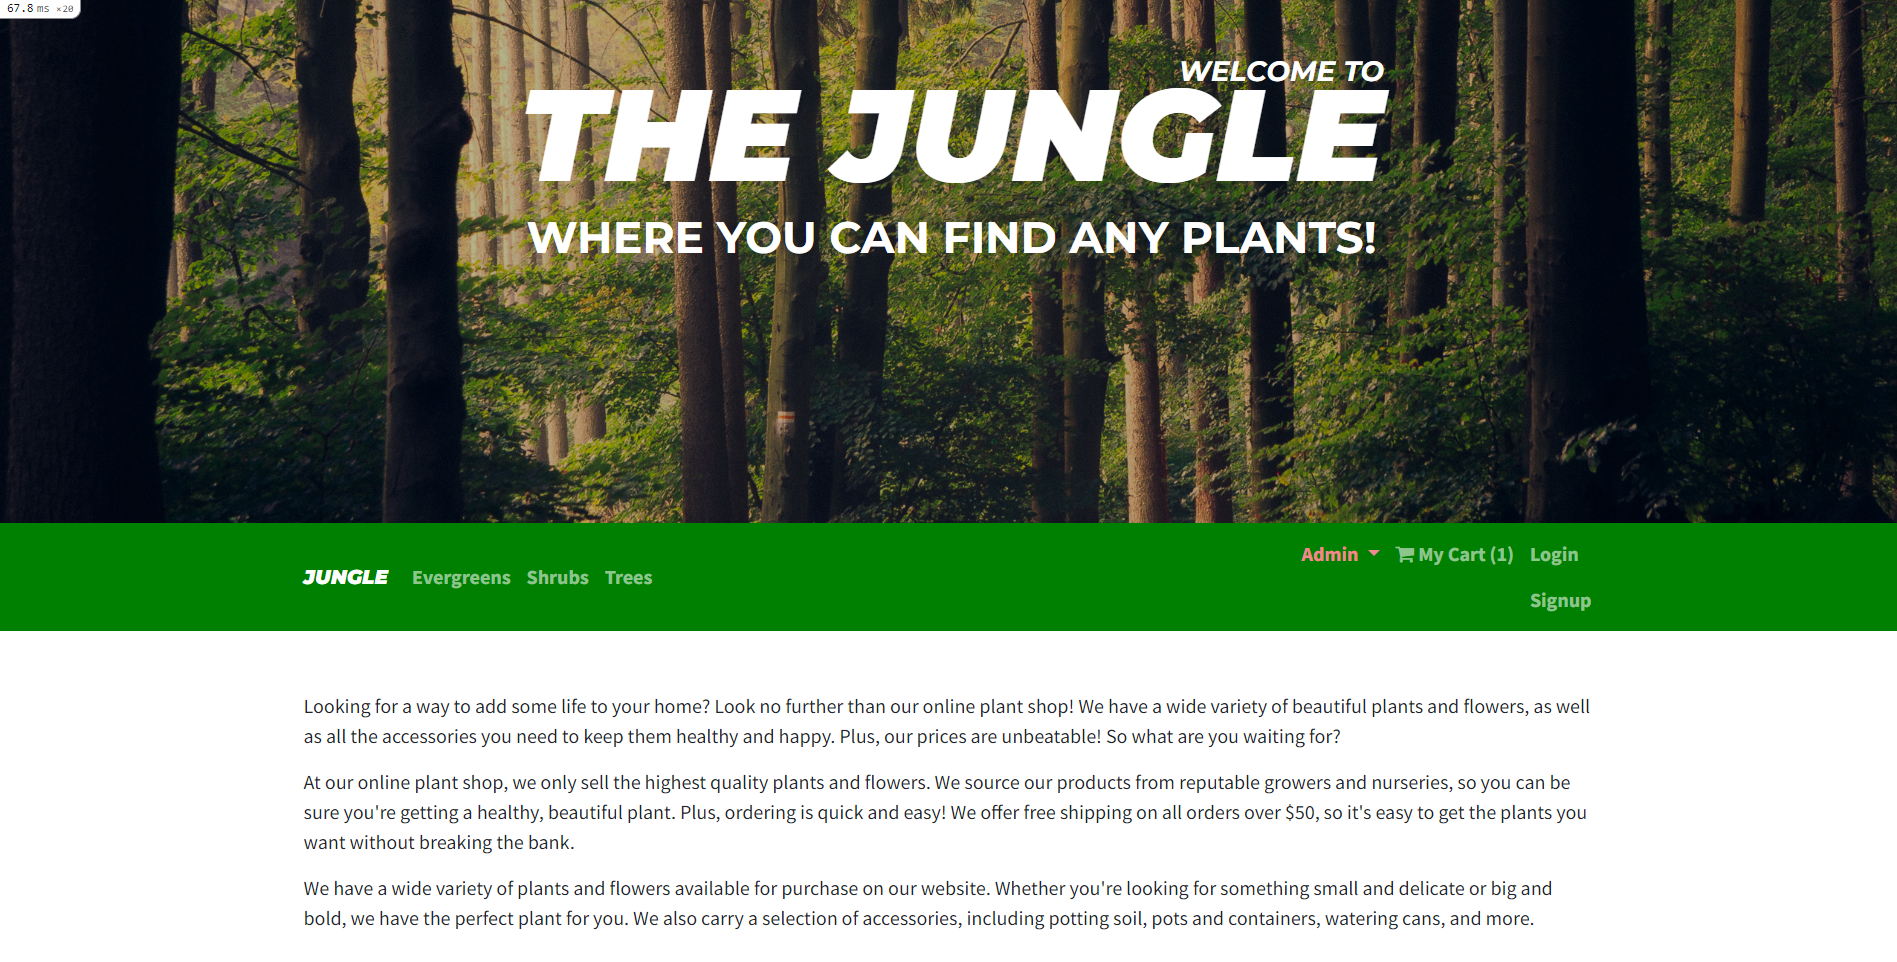 67.8 ms ×20
WELCOME TO
THE JUNGLE
WHERE YOU CAN FIND ANY PLANTS!
JUNGLE Evergreens Shrubs Trees Admin My Cart (1) Login
Signup
Looking for a way to add some life to your home? Look no further than our online plant shop! We have a wide variety of beautiful plants and flowers, as well
as all the accessories you need to keep them healthy and happy. Plus, our prices are unbeatable! So what are you waiting for?
At our online plant shop, we only sell the highest quality plants and flowers. We source our products from reputable growers and nurseries, so you can be
sure you're getting a healthy, beautiful plant. Plus, ordering is quick and easy! We offer free shipping on all orders over $50, so it's easy to get the plants you
want without breaking the bank.
We have a wide variety of plants and flowers available for purchase on our website. Whether you're looking for something small and delicate or big and
bold, we have the perfect plant for you. We also carry a selection of accessories, including potting soil, pots and containers, watering cans, and more.